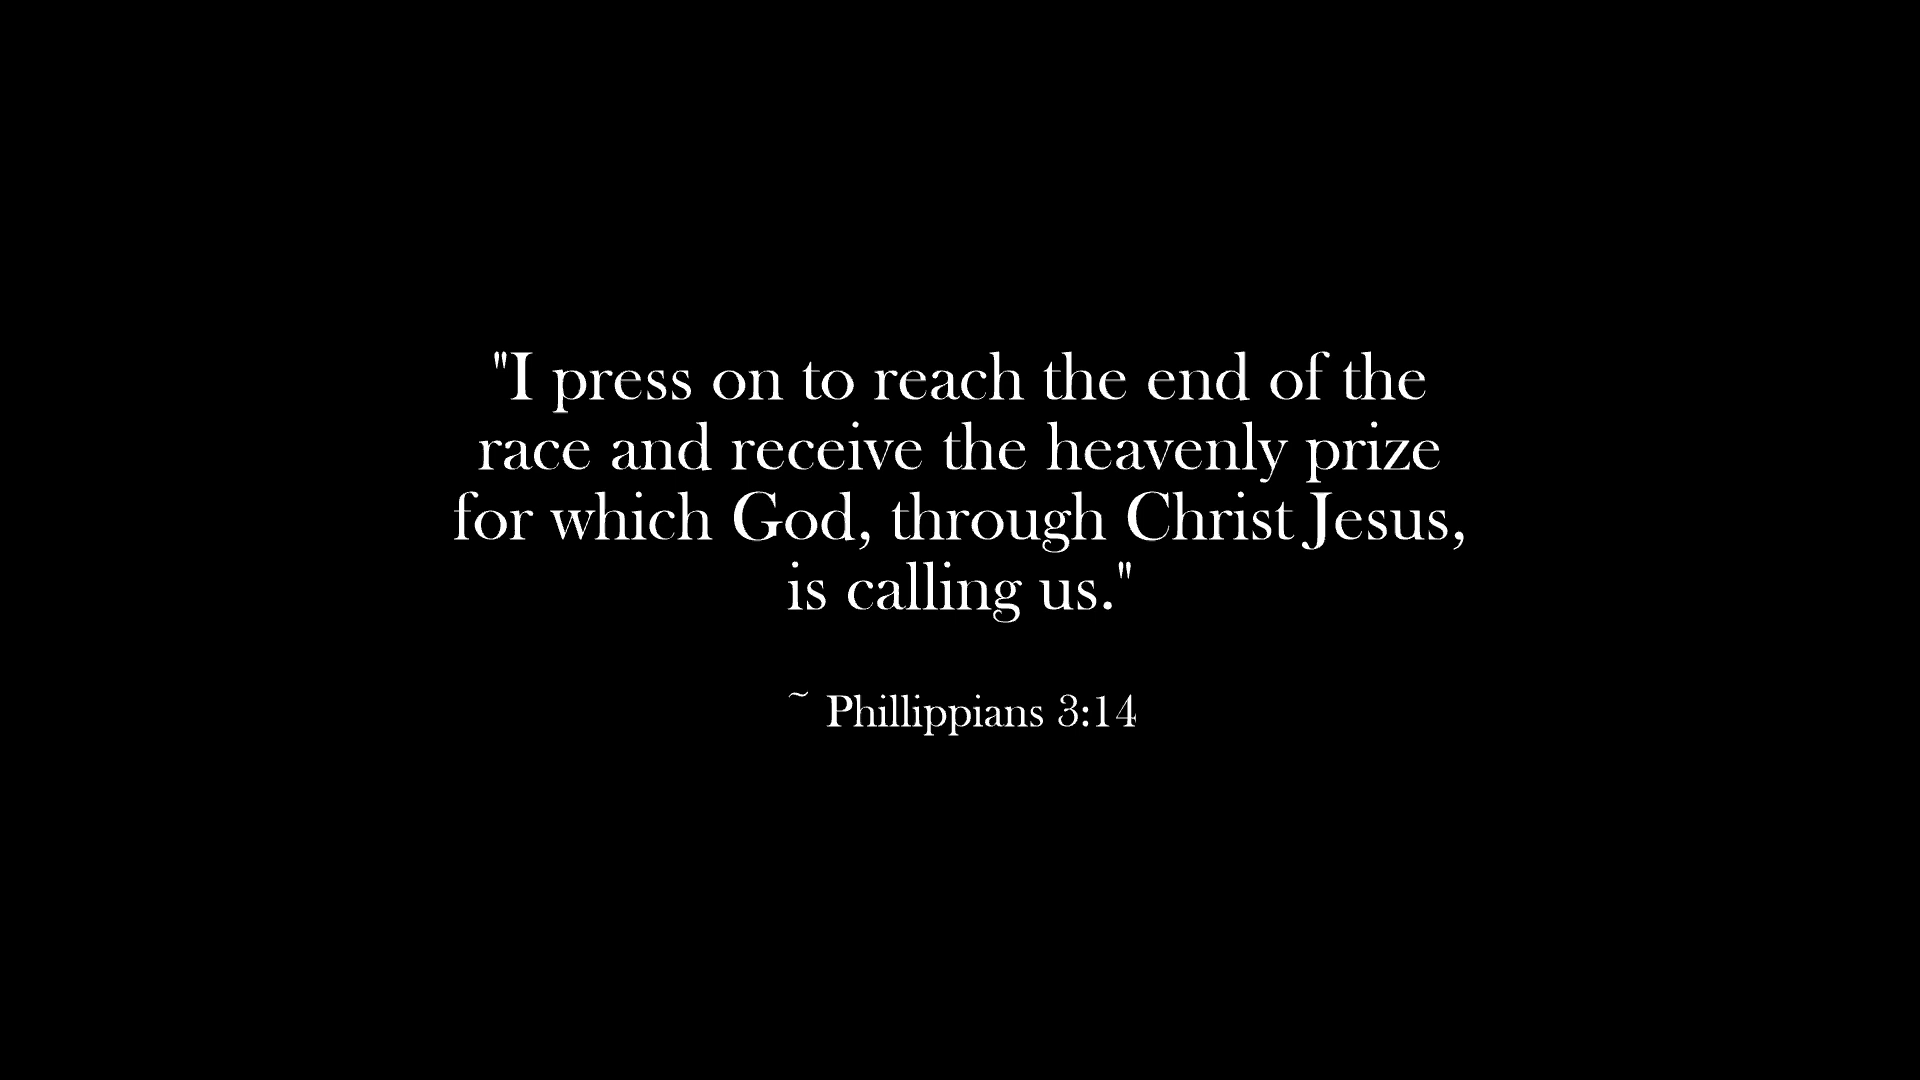 "I press on to reach the end of the
race and receive the heavenly prize
for which God, through Christ Jesus,
is calling us."
~ Phillippians 3:14